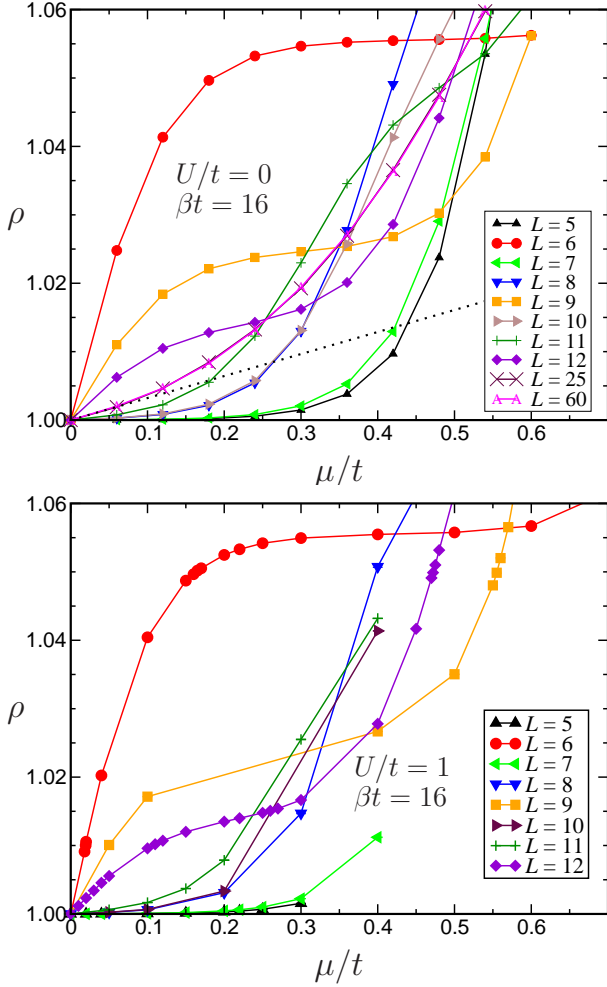 1.06
1.04
1.02
1.00
ρ
U/t = 0
βt = 16
L = 5
L = 6
L = 7
L = 8
L = 9
L = 10
L = 11
L = 12
L = 25
L = 60
0 0.1 0.2 0.3 0.4 0.5 0.6
μ/t
1.06
1.04
1.02
1.00
ρ
U/t = 1
βt = 16
L = 5
L = 6
L = 7
L = 8
L = 9
L = 10
L = 11
L = 12
0 0.1 0.2 0.3 0.4 0.5 0.6
μ/t